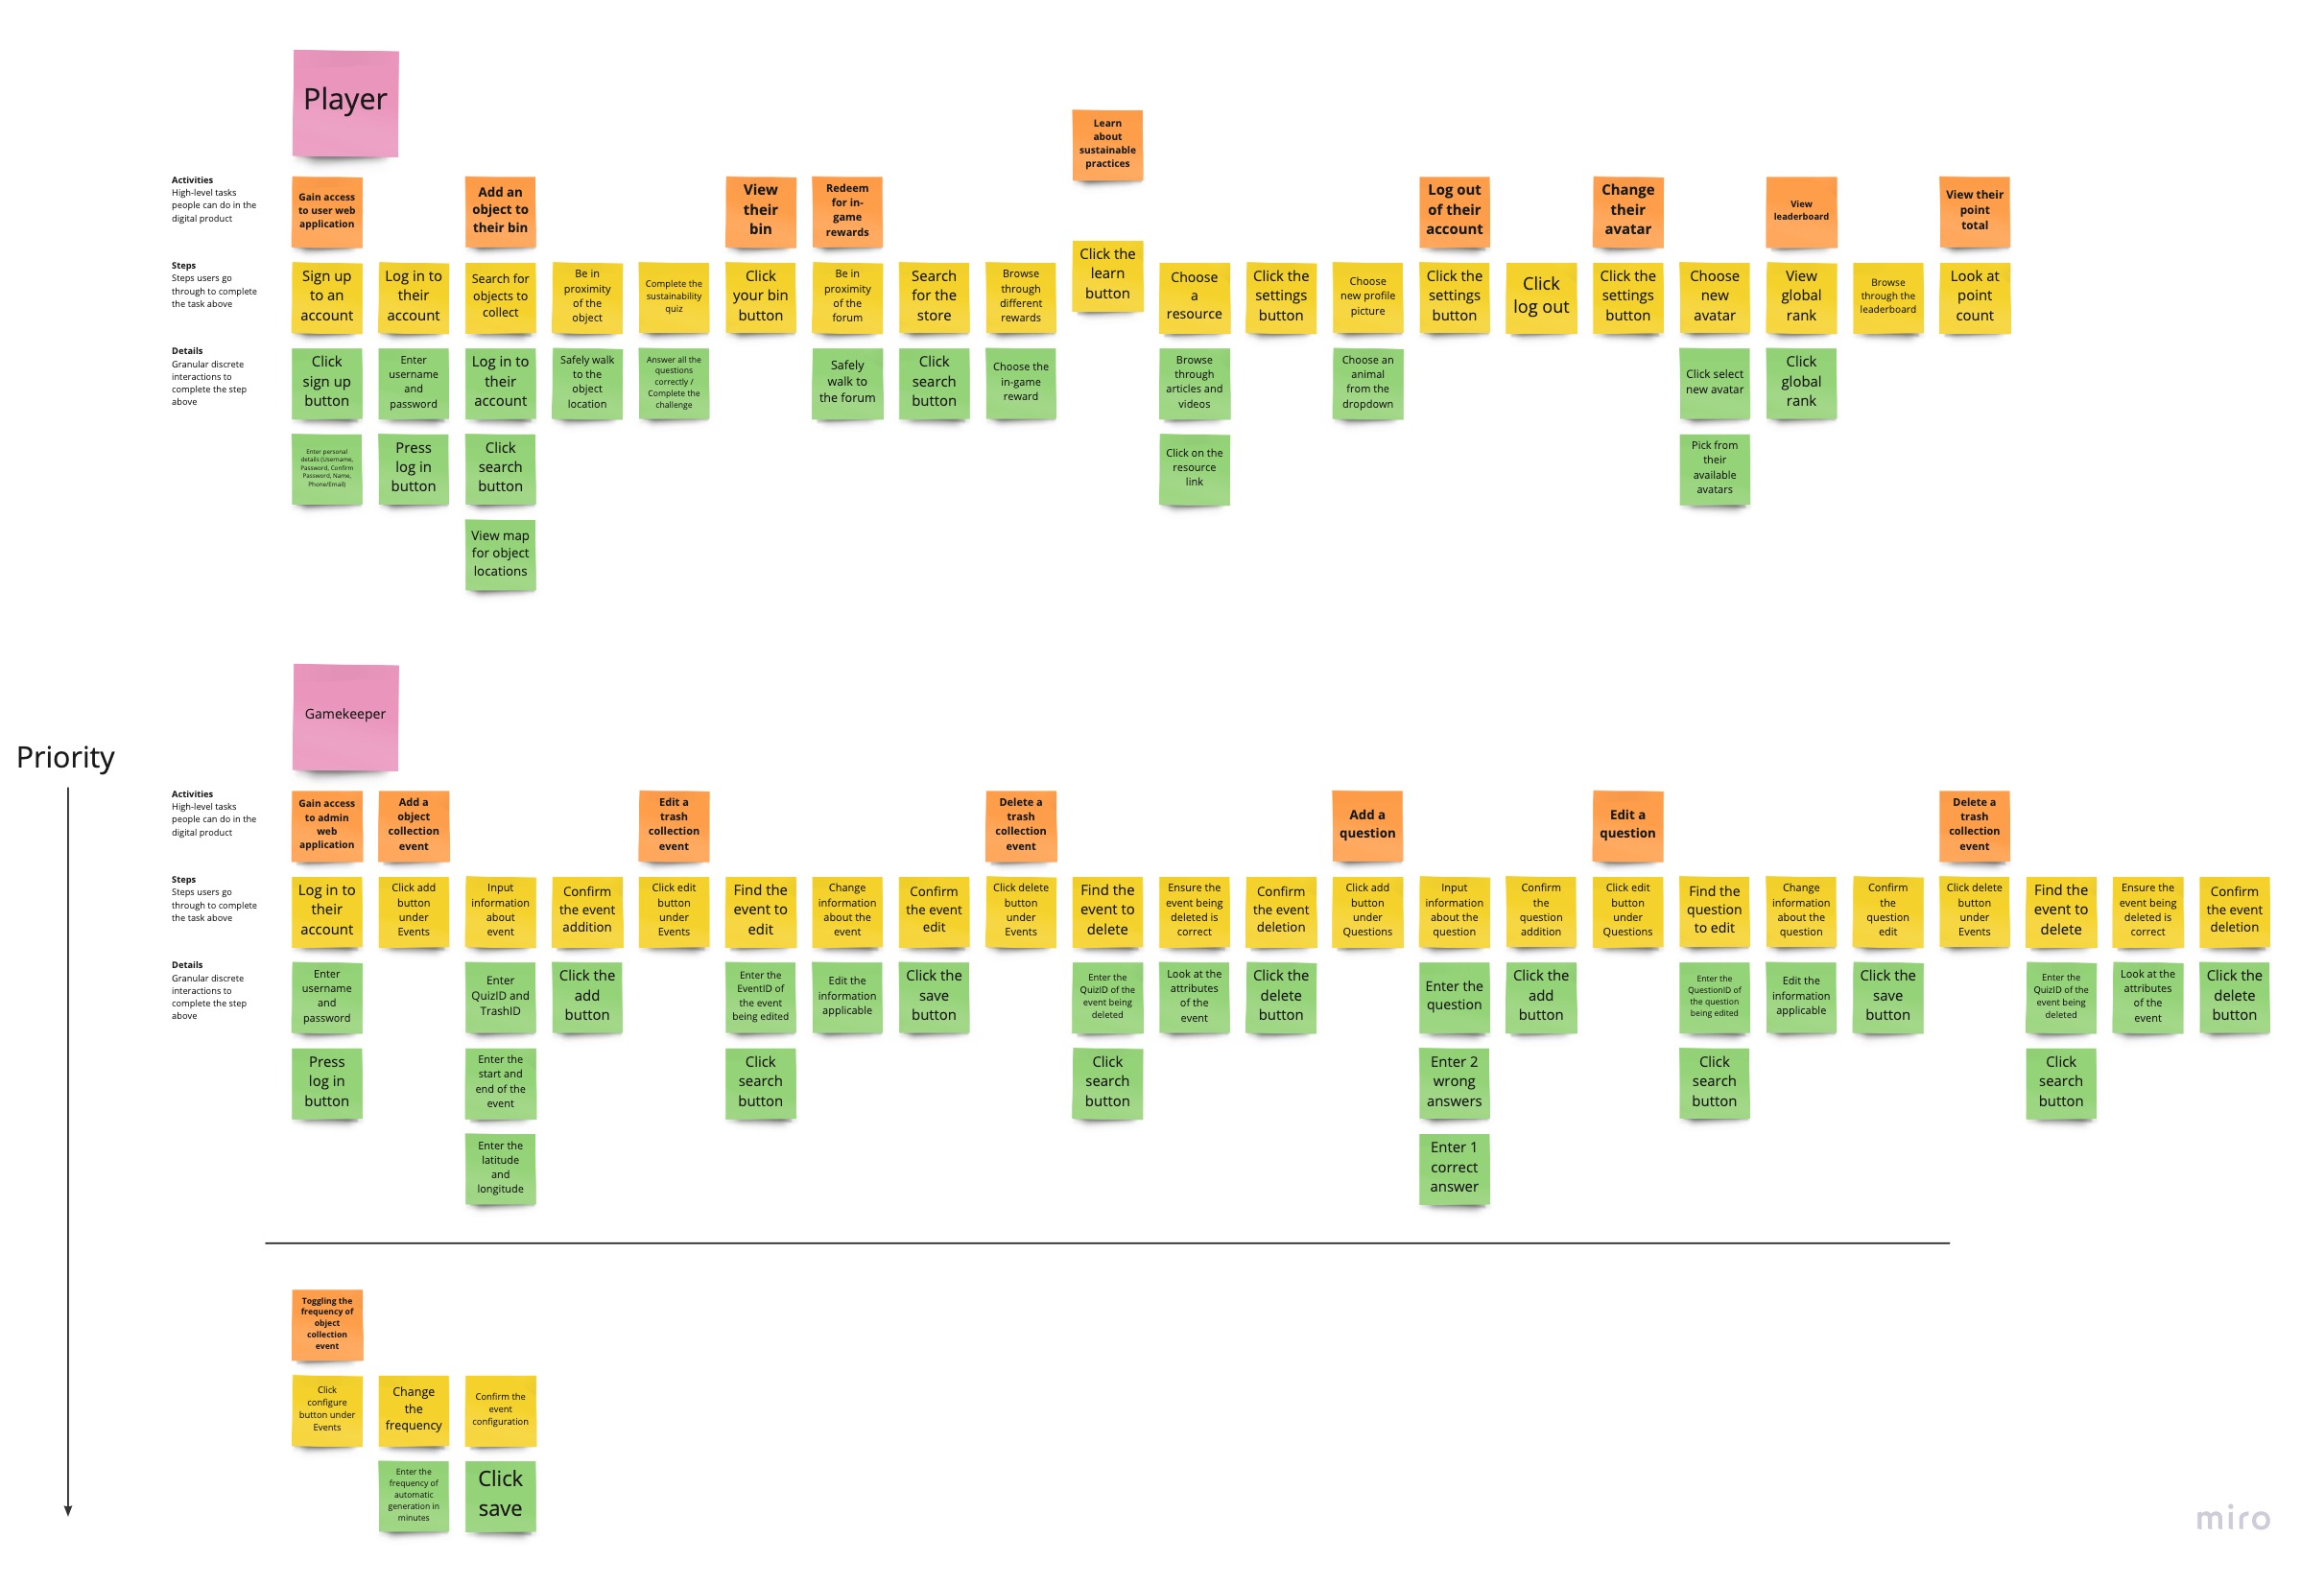 Player
Learn
about
sustainable
practices
Activities
High-level tasks
people can do in the
digital product
Gain access
to user web
application
Add an
object to
their bin
View
their
bin
Redeem
for in-
game
rewards
Log out
of their
account
Change
their
avatar
View
leaderboard
View their
point
total
Steps
Steps users go
through to complete
the task above
Sign up
to an
account
Log in to
their
account
Search for
objects to
collect
Be in
proximity
of the
object
Complete the
sustainability
quiz
Click
your bin
button
Be in
proximity
of the
forum
Search
for the
store
Browse
through
different
rewards
Click the
learn
button
Choose
a
resource
Click the
settings
button
Choose
new profile
picture
Click the
settings
button
Click
log out
Click the
settings
button
Choose
new
avatar
View
global
rank
Browse
through the
leaderboard
Look at
point
count
Details
Granular discrete
interactions to
complete the step
above
Click
sign up
button
Enter
username
and
password
Log in to
their
account
Safely walk
to the
object
location
Answer all the
questions
correctly /
Complete the
challenge
Safely
walk to
the forum
Click
search
button
Choose the
in-game
reward
Browse
through
articles and
videos
Choose an
animal
from the
dropdown
Click select
new avatar
Click
global
rank
Enter personal
details (Username,
Password, Confirm
Password, Name,
Phone/Email)
Press
log in
button
Click
search
button
Click on the
resource
link
Pick from
their
available
avatars
View map
for object
locations
Gamekeeper
Priority
Activities
High-level tasks
people can do in the
digital product
Gain access
to admin
web
application
Add a
object
collection
event
Edit a
trash
collection
event
Delete a
trash
collection
event
Add a
question
Edit a
question
Delete a
trash
collection
event
Steps
Steps users go
through to complete
the task above
Log in to
their
account
Click add
button
under
Events
Input
information
about
event
Confirm
the event
addition
Click edit
button
under
Events
Find the
event to
edit
Change
information
about the
event
Confirm
the event
edit
Click delete
button
under
Events
Find the
event to
delete
Ensure the
event being
deleted is
correct
Confirm
the event
deletion
Click add
button
under
Questions
Input
information
about the
question
Confirm
the
question
addition
Click edit
button
under
Questions
Find the
question
to edit
Change
information
about the
question
Confirm
the
question
edit
Click delete
button
under
Events
Find the
event to
delete
Ensure the
event being
deleted is
correct
Confirm
the event
deletion
Details
Granular discrete
interactions to
complete the step
above
Enter
username
and
password
Enter
QuizID and
TrashID
Click the
add
button
Enter the
EventID of
the event
being edited
Edit the
information
applicable
Click the
save
button
Enter the
QuizID of the
event being
deleted
Look at the
attributes
of the
event
Click the
delete
button
Enter the
question
Click the
add
button
Enter the
QuestionID of
the question
being edited
Edit the
information
applicable
Click the
save
button
Enter the
QuizID of the
event being
deleted
Look at the
attributes
of the
event
Click the
delete
button
Press
log in
button
Enter the
start and
end of the
event
Click
search
button
Click
search
button
Enter 2
wrong
answers
Click
search
button
Click
search
button
Enter the
latitude
and
longitude
Enter 1
correct
answer
Toggling the
frequency of
object
collection
event
Click
configure
button under
Events
Change
the
frequency
Confirm the
event
configuration
Enter the
frequency of
automatic
generation in
minutes
Click
save
miro